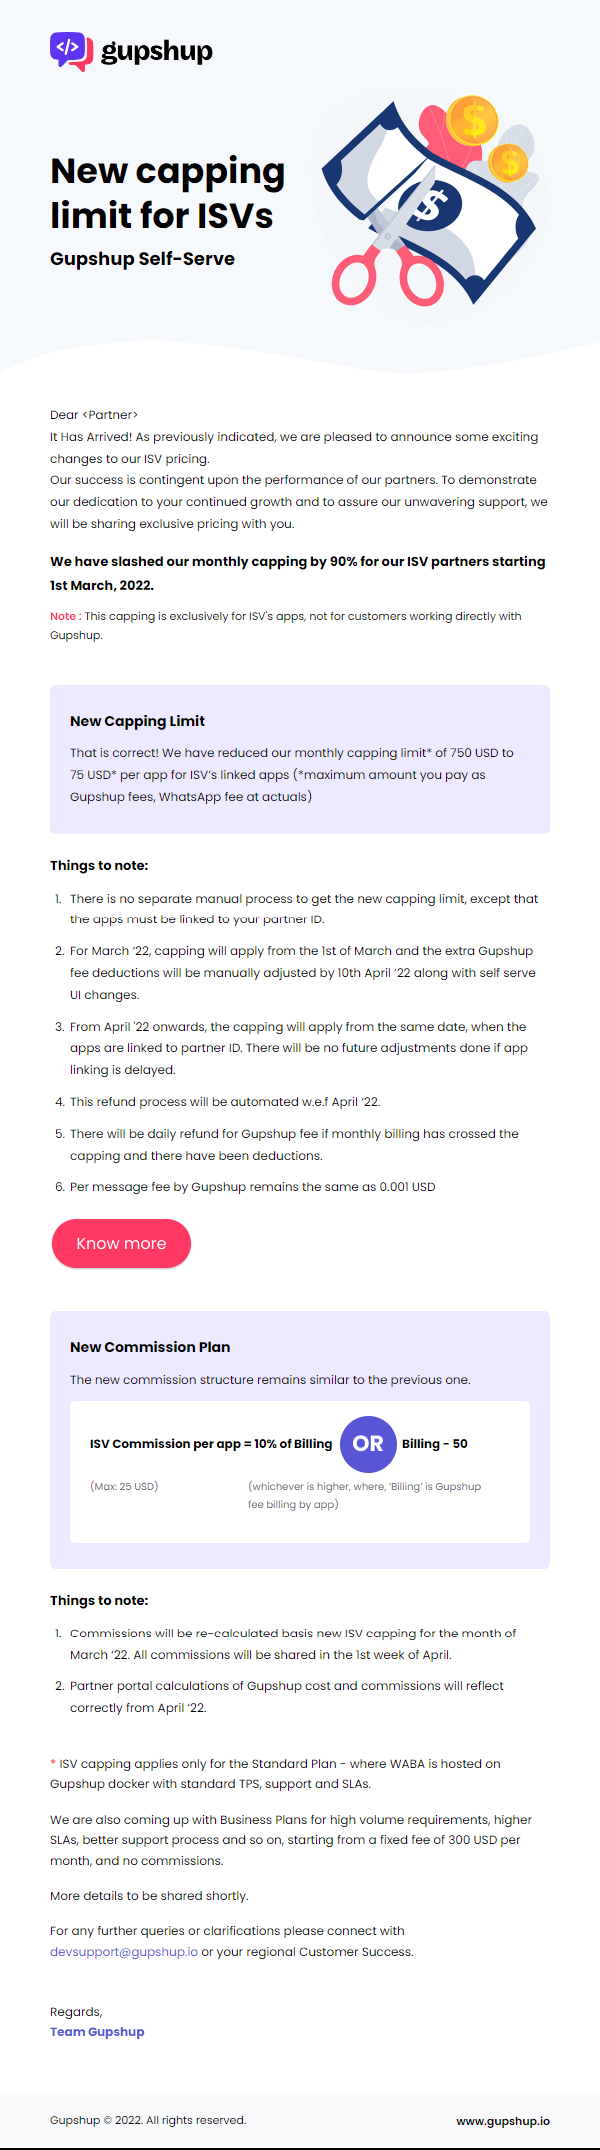 gupshup
New capping
limit for ISVs
Gupshup Self-Serve
Dear <Partner>
It Has Arrived! As previously indicated, we are pleased to announce some exciting
changes to our ISV pricing.
Our success is contingent upon the performance of our partners. To demonstrate
our dedication to your continued growth and to assure our unwavering support, we
will be sharing exclusive pricing with you.
We have slashed our monthly capping by 90% for our ISV partners starting
1st March, 2022.
Note : This capping is exclusively for ISV's apps, not for customers working directly with
Gupshup.
New Capping Limit
That is correct! We have reduced our monthly capping limit* of 750 USD to
75 USD* per app for ISV's linked apps (*maximum amount you pay as
Gupshup fees, WhatsApp fee at actuals)
Things to note:
1. There is no separate manual process to get the new capping limit, except that
the apps must be linked to your partner ID.
2. For March ‘22, capping will apply from the 1st of March and the extra Gupshup
fee deductions will be manually adjusted by 10th April ‘22 along with self serve
UI changes.
3. From April '22 onwards, the capping will apply from the same date, when the
apps are linked to partner ID. There will be no future adjustments done if app
linking is delayed.
4. This refund process will be automated w.e.f April ‘22.
5. There will be daily refund for Gupshup fee if monthly billing has crossed the
capping and there have been deductions.
6. Per message fee by Gupshup remains the same as 0.001 USD
Know more
New Commission Plan
The new commission structure remains similar to the previous one.
ISV Commission per app = 10% of Billing OR Billing - 50
(Max: 25 USD) (whichever is higher, where, ‘Billing’ is Gupshup
fee billing by app)
Things to note:
1. Commissions will be re-calculated basis new ISV capping for the month of
March ‘22. All commissions will be shared in the 1st week of April.
2. Partner portal calculations of Gupshup cost and commissions will reflect
correctly from April ‘22.
* ISV capping applies only for the Standard Plan - where WABA is hosted on
Gupshup docker with standard TPS, support and SLAs.
We are also coming up with Business Plans for high volume requirements, higher
SLAs, better support process and so on, starting from a fixed fee of 300 USD per
month, and no commissions.
More details to be shared shortly.
For any further queries or clarifications please connect with
devsupport@gupshup.io or your regional Customer Success.
Regards,
Team Gupshup
Gupshup © 2022. All rights reserved. www.gupshup.io